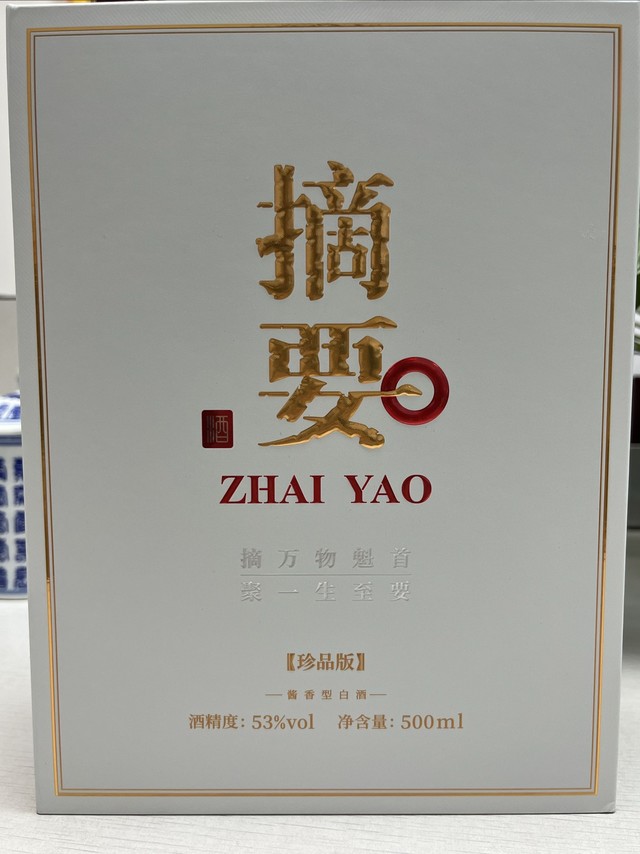 摘
要
酒
ZHAI YAO
摘万物魁首
聚一生至要
【珍品版】
酱香型白酒
酒精度：53%vol 净含量：500ml